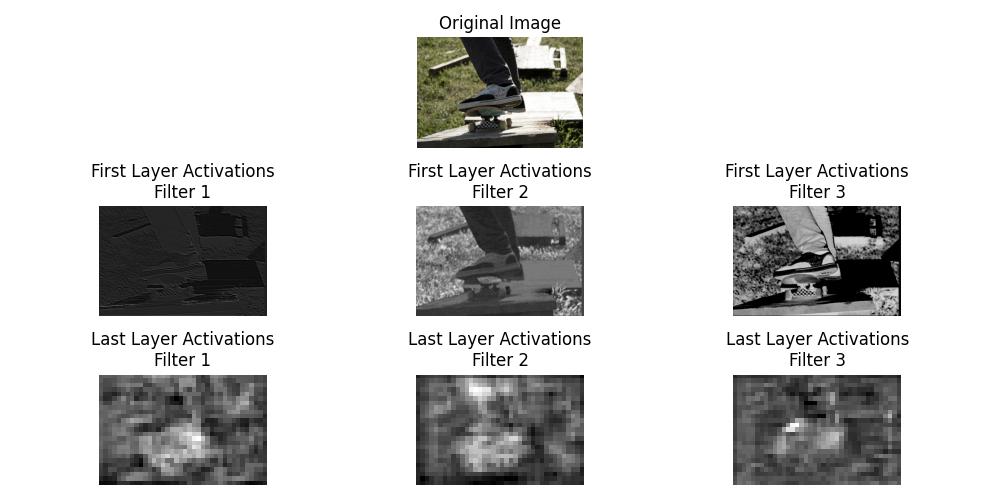 Original Image
First Layer Activations
Filter 1
First Layer Activations
Filter 2
First Layer Activations
Filter 3
Last Layer Activations
Filter 1
Last Layer Activations
Filter 2
Last Layer Activations
Filter 3